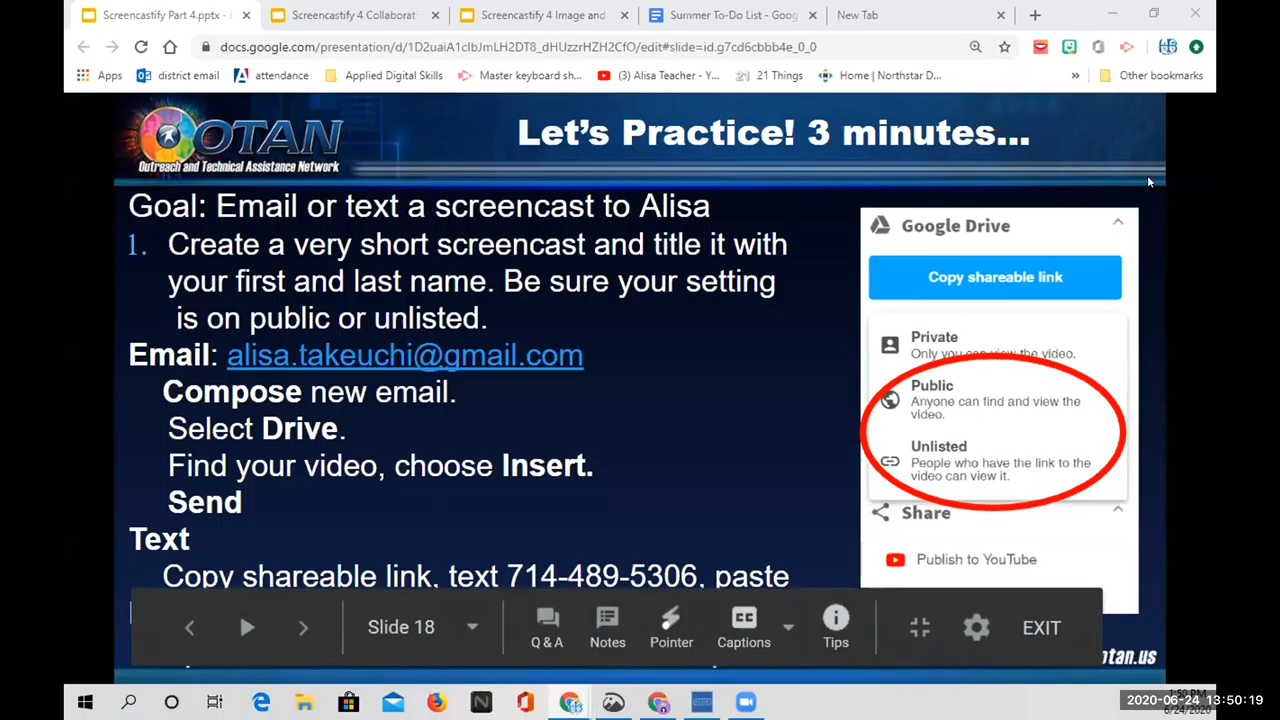 Screencastify Part 4.pptx -
Screencastify 4 Collaborat
Screencastify 4 Image and
Summer To-Do List - Goog
New Tab
docs.google.com/presentation/d/1D2uaiA1cIbJmLH2DT8_dHUzzrHZH2CfO/edit#slide=id.g7cd6cbbb4e_0_0
Apps
district email
attendance
Applied Digital Skills
Master keyboard sh...
(3) Alisa Teacher - Y...
21 Things
Home | Northstar D...
»
Other bookmarks
OTAN
Outreach and Technical Assistance Network
Let's Practice! 3 minutes...
Goal: Email or text a screencast to Alisa
1. Create a very short screencast and title it with
your first and last name. Be sure your setting
is on public or unlisted.
Email: alisa.takeuchi@gmail.com
Compose new email.
Select Drive.
Find your video, choose Insert.
Send
Text
Copy shareable link, text 714-489-5306, paste
Google Drive
Copy shareable link
Private
Only you can view the video.
Public
Anyone can find and view the
video.
Unlisted
People who have the link to the
video can view it.
Share
Publish to YouTube
Slide 18
Q & A
Notes
Pointer
CC
Captions
Tips
EXIT
otan.us
2020-06-24 13:50:19
6/24/2020